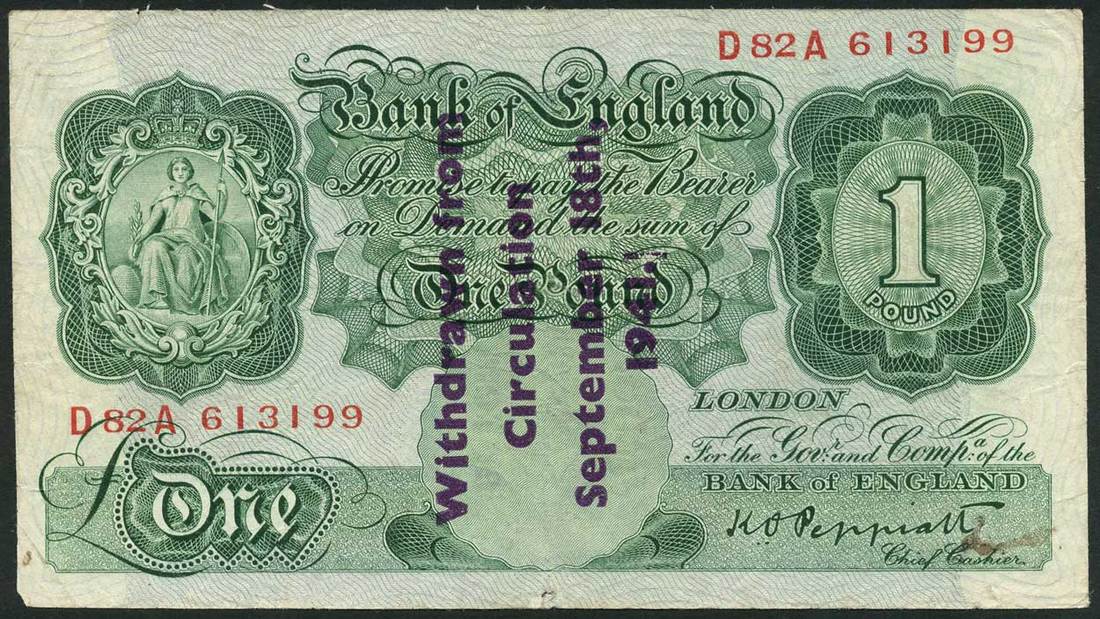 D82A 613199
Bank of England
Promise to pay the Bearer
on Demand the sum of
One Pound
1
POUND
LONDON
For the Govr. and Compa. of the
BANK of ENGLAND
K O Peppiatt
Chief Cashier.
D82A 613199
£
One
Withdrawn from
Circulation
September 18th,
1941.